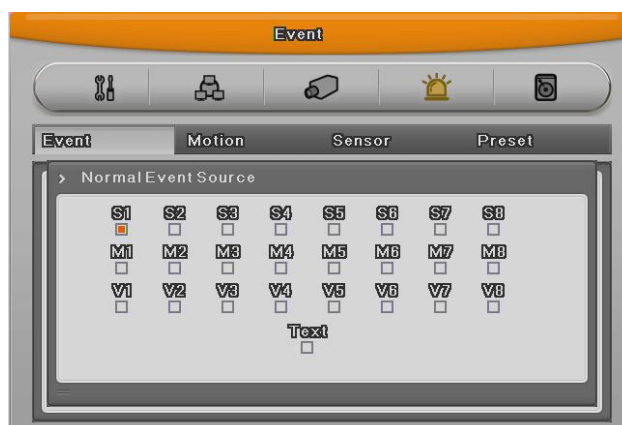 Event
Event Motion Sensor Preset
> Normal Event Source
S1 S2 S3 S4 S5 S6 S7 S8
M1 M2 M3 M4 M5 M6 M7 M8
V1 V2 V3 V4 V5 V6 V7 V8
Text